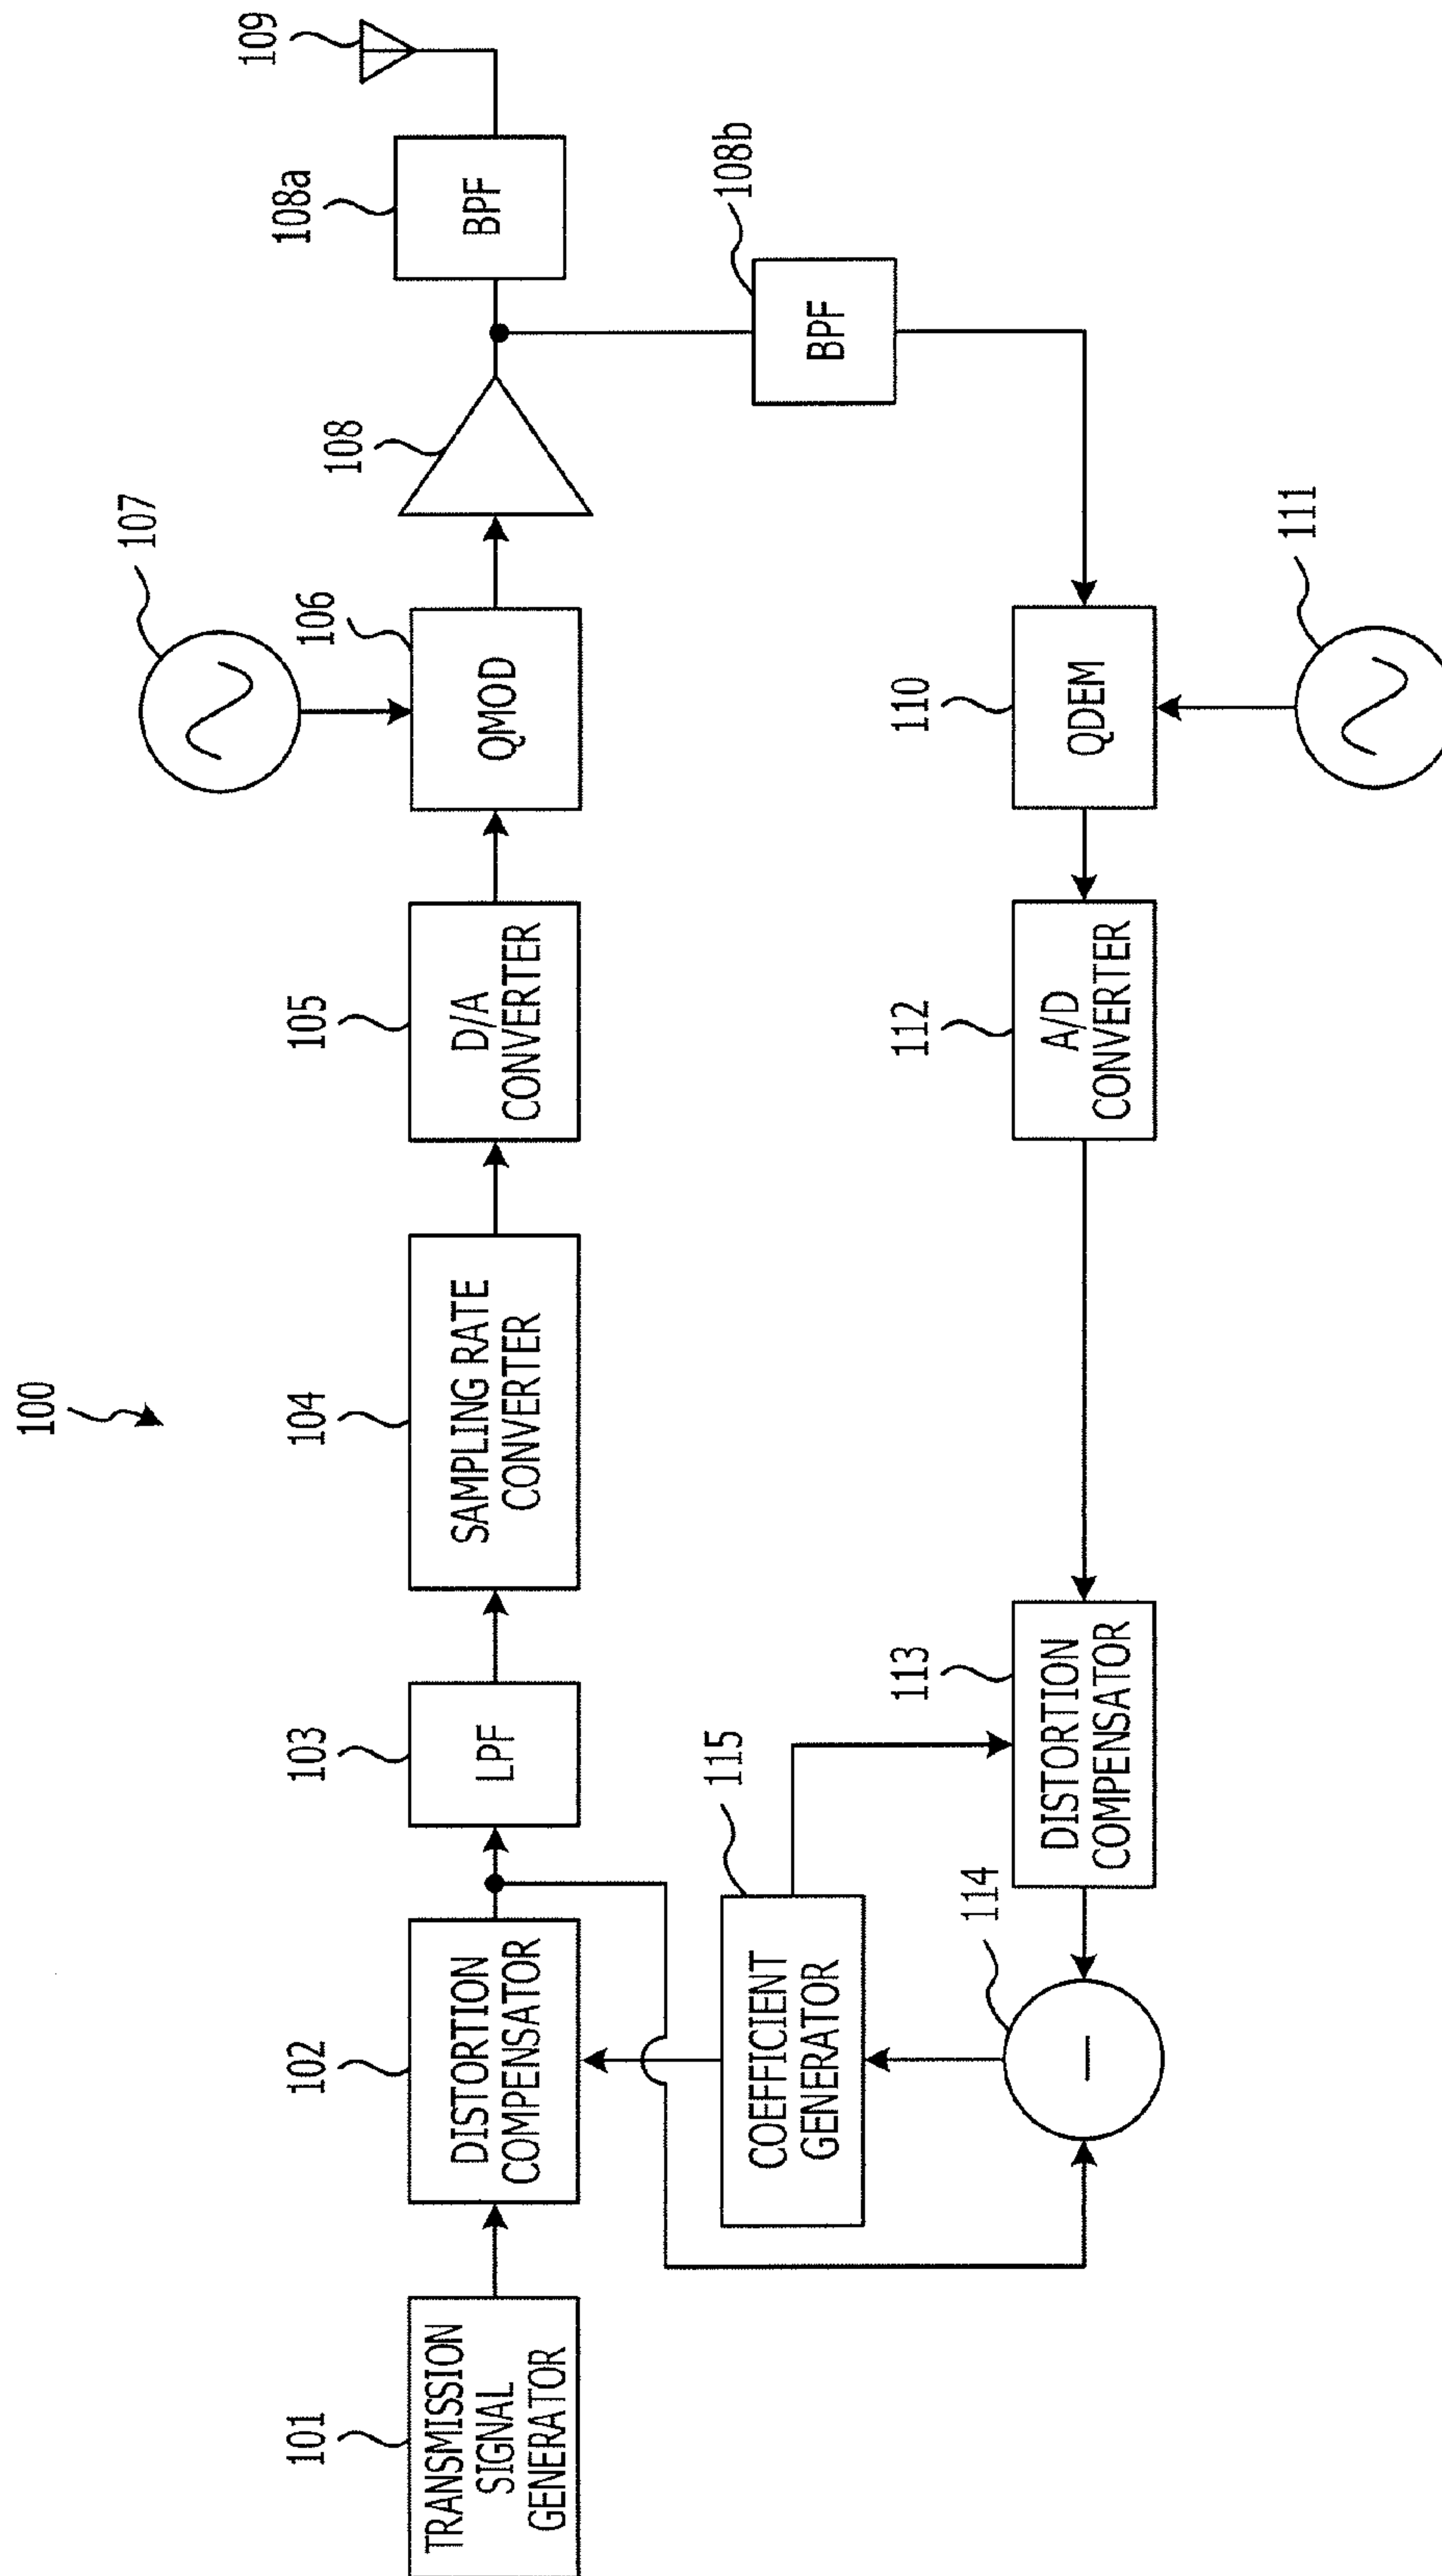 100
101
TRANSMISSION
SIGNAL
GENERATOR
102
DISTORTION
COMPENSATOR
103
LPF
104
SAMPLING RATE
CONVERTER
105
D/A
CONVERTER
106
QMOD
107
108
108a
BPF
109
108b
BPF
115
COEFFICIENT
GENERATOR
114
113
DISTORTION
COMPENSATOR
112
A/D
CONVERTER
110
QDEM
111